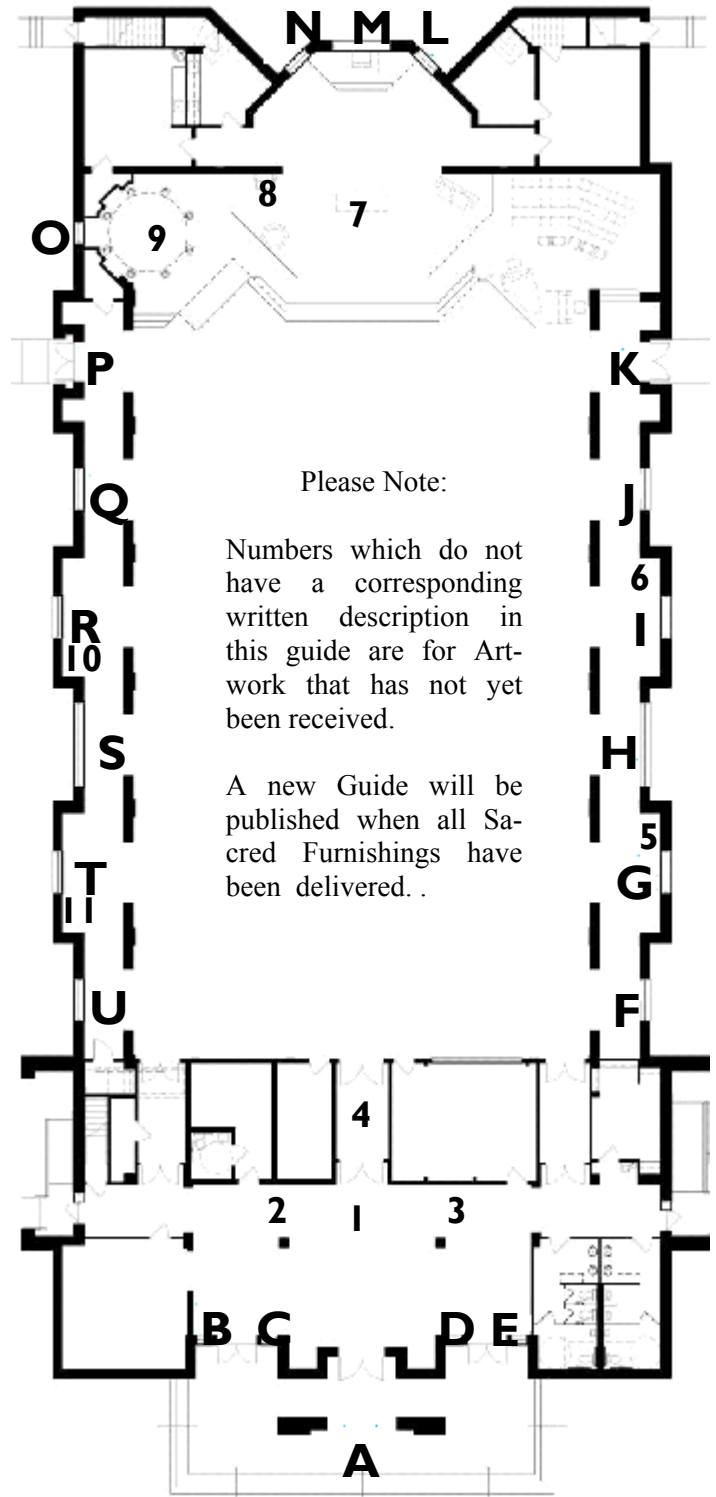 N M L
8
7
O 9
P K
Please Note:
Q J
Numbers which do not
have a corresponding
6
written description in
R I
this guide are for Art-
10
work that has not yet
been received.
S H
A new Guide will be
published when all Sa-
5
cred Furnishings have
T G
been delivered. .
11
U F
4
2 1 3
B C D E
A